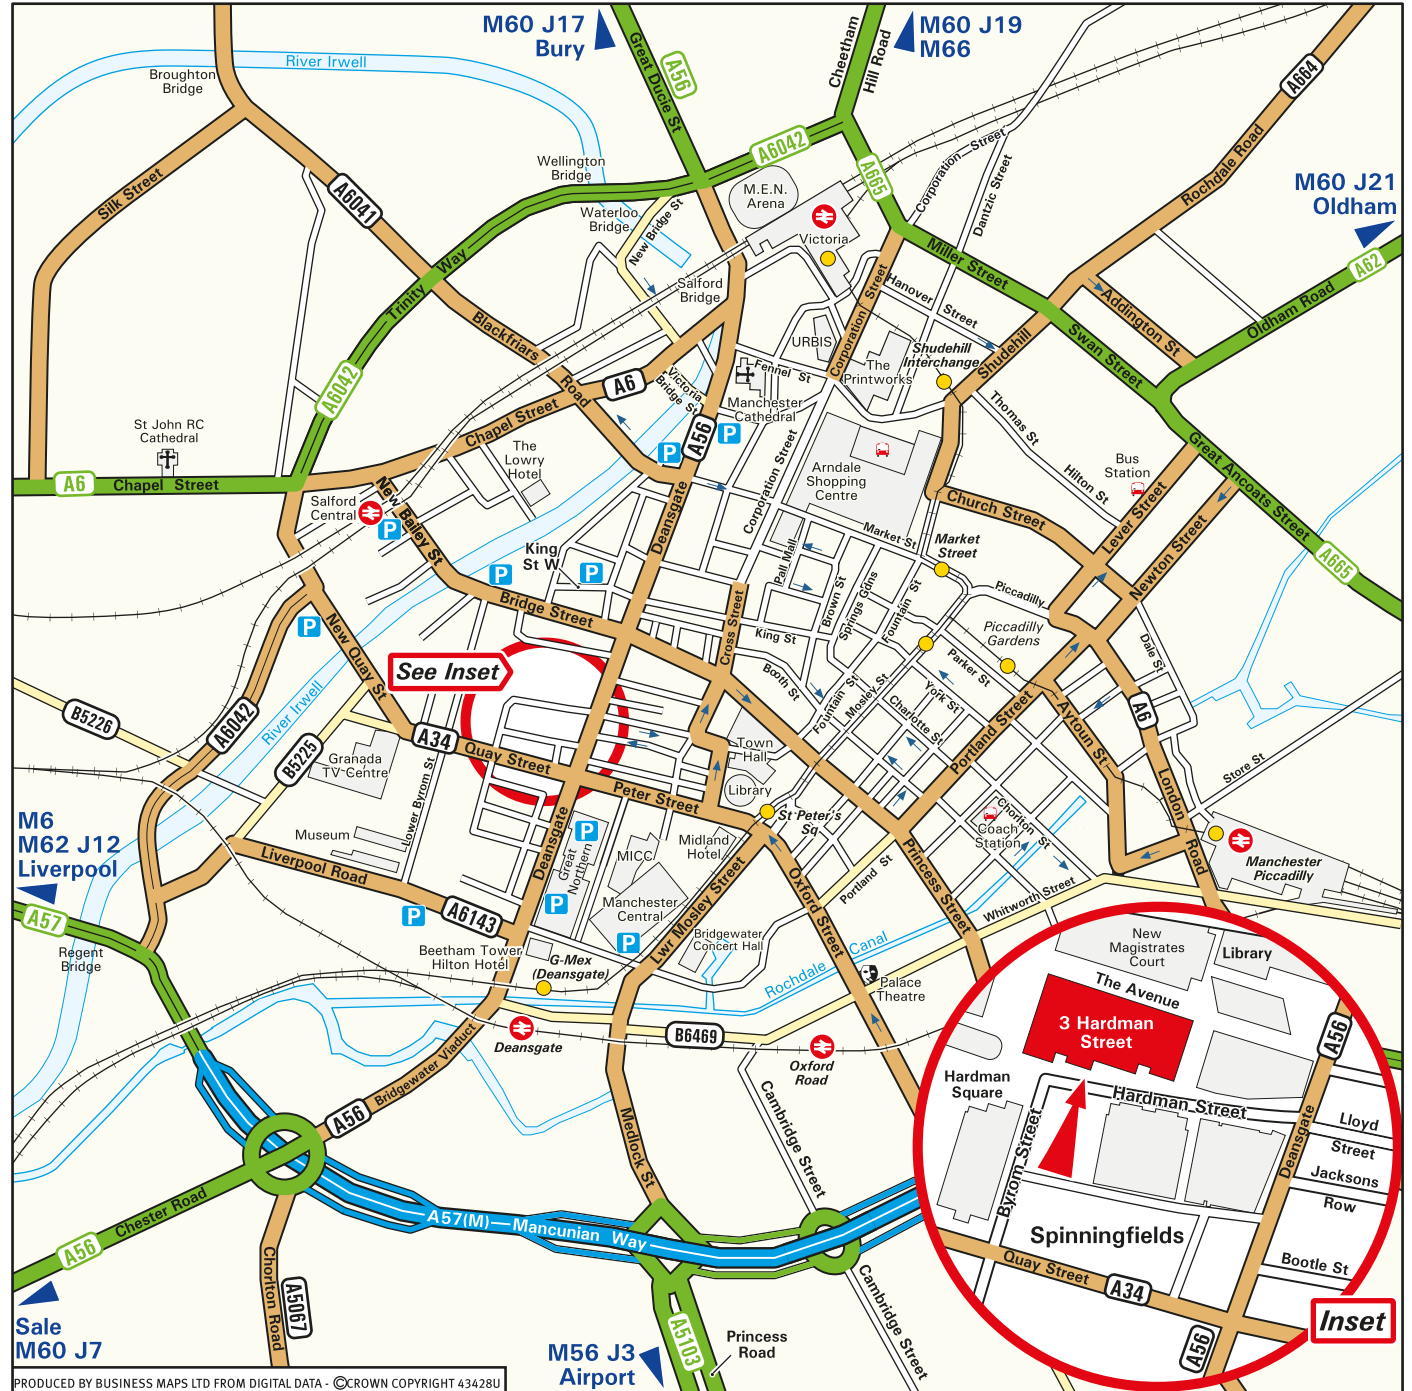 M60 J17
Bury
M60 J19
M66
Cheetham
Hill Road
Great Ducie St
A56
A664
River Irwell
Broughton
Bridge
A6042
A665
Corporation Street
Dantzic Street
Rochdale Road
Wellington
Bridge
M60 J21
Oldham
Silk Street
A6041
M.E.N.
Arena
Waterloo
Bridge
New Bridge St
Victoria
Miller Street
A62
Trinity Way
Salford
Bridge
Hanover Street
Addington St
Oldham Road
Blackfriars Road
Corporation Street
URBIS
Shudehill
Interchange
Shudehill
Swan Street
The
Printworks
Fennel St
A6042
A6
Victoria
Bridge St
Manchester
Cathedral
Chapel Street
Thomas St
St John RC
Cathedral
P
A56
P
The
Lowry
Hotel
Corporation Street
Arndale
Shopping
Centre
Bus
Station
Hilton St
Great Ancoats Street
A6
Chapel Street
Salford
Central
P
New Bailey St
Deansgate
Church Street
Lever Street
Newton Street
Market St
Market
Street
King
St W
P
P
Pall Mall
Brown St
Springs Gdns
Fountain St
A665
Piccadilly
Piccadilly
Gardens
Bridge Street
Cross Street
King St
P
New Quay St
Dale St
Parker St
See Inset
Booth St
Fountain St
Mosley St
York St
Charlotte St
Portland Street
Aytoun St
A6
B5226
A6042
River Irwell
B5225
A34
Quay Street
Granada
TV Centre
Lower Byrom St
Town
Hall
Library
Peter Street
St Peter's
Sq
London Road
Store St
Chorlton St
Coach
Station
M6
M62 J12
Liverpool
Museum
Liverpool Road
Deansgate
P
Great
Northern
MICC
Midland
Hotel
Manchester
Piccadilly
Portland St
Princess Street
Oxford Street
Whitworth Street
A57
P
A6143
P
Manchester
Central
P
Lwr Mosley Street
Bridgewater
Concert Hall
Regent
Bridge
Beetham Tower
Hilton Hotel
G-Mex
(Deansgate)
Rochdale Canal
Palace
Theatre
New
Magistrates
Court
Library
The Avenue
3 Hardman
Street
A56
Deansgate
B6469
Oxford
Road
Hardman
Square
Hardman Street
Lloyd
Street
Jacksons
Row
Byrom Street
Deansgate
Spinningfields
Bootle St
Quay Street
A34
A56
Inset
Bridgewater Viaduct
A56
Cambridge Street
Medlock St
Chester Road
A56
A57(M)—Mancunian Way
Chorlton Road
A5067
Cambridge Street
Sale
M60 J7
M56 J3
Airport
A5103
Princess
Road
PRODUCED BY BUSINESS MAPS LTD FROM DIGITAL DATA - ©CROWN COPYRIGHT 43428U